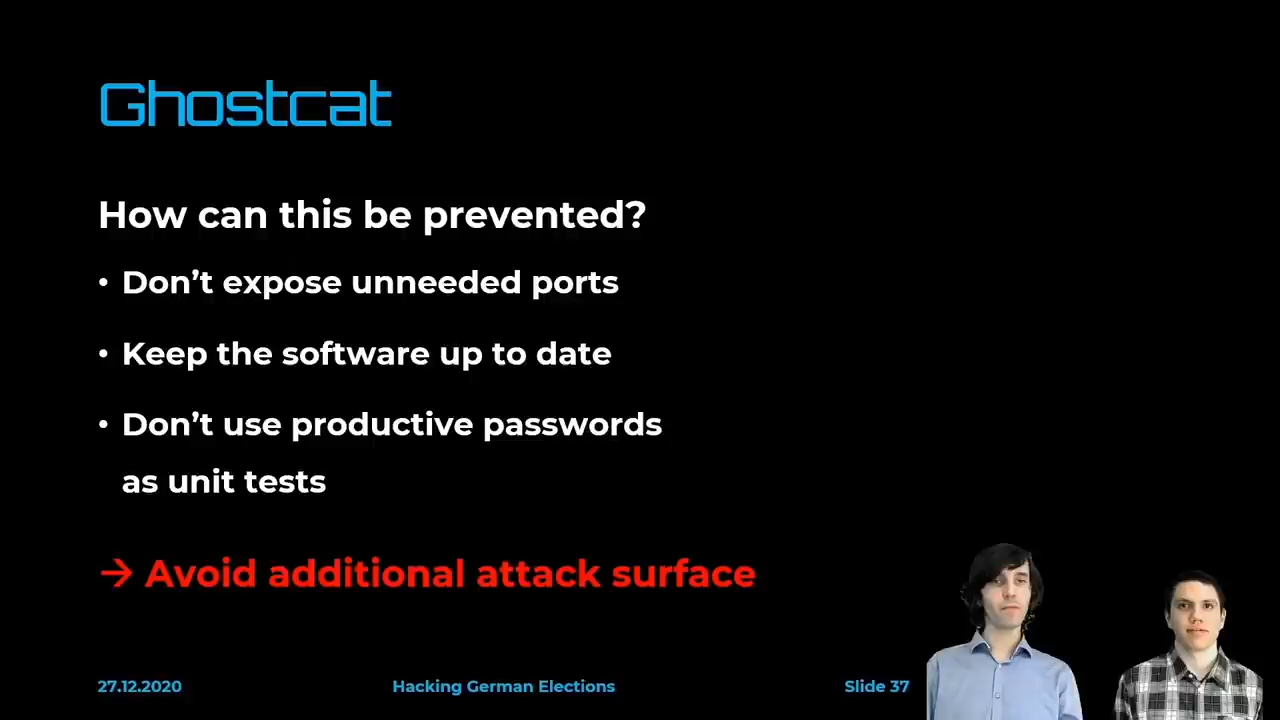 Ghostcat
How can this be prevented?
• Don’t expose unneeded ports
• Keep the software up to date
• Don’t use productive passwords
as unit tests
→ Avoid additional attack surface
27.12.2020 Hacking German Elections Slide 37